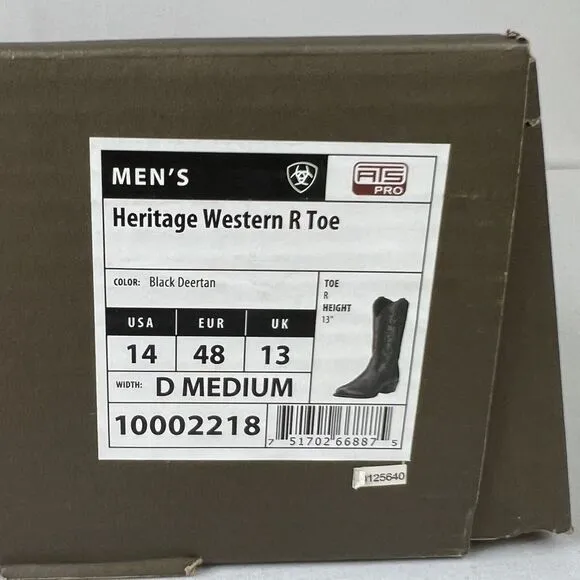 MEN'S
ATS
PRO
Heritage Western R Toe
COLOR: Black Deertan
TOE
R
HEIGHT
13"
USA EUR UK
14 48 13
WIDTH: D MEDIUM
10002218
7 51702 66887 5
125640